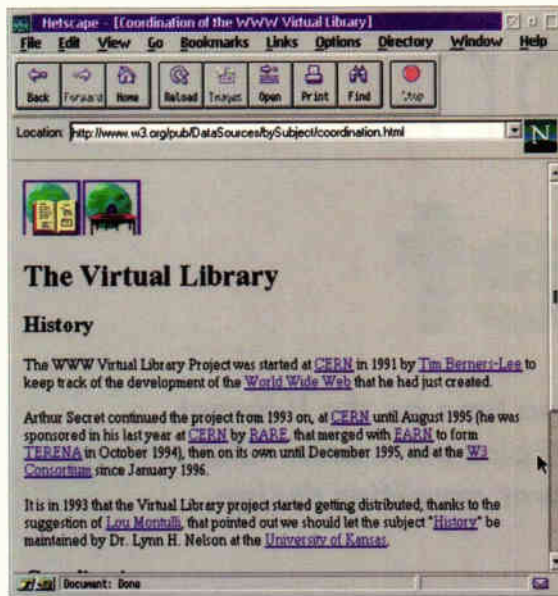 Netscape - [Coordination of the WWW Virtual Library]
File Edit View Go Bookmarks Links Options Directory Window Help
Back Forward Home Reload Images Open Print Find Stop
Location: http://www.w3.org/pub/DataSources/bySubject/coordination.html
N
The Virtual Library
History
The WWW Virtual Library Project was started at CERN in 1991 by Tim Berners-Lee to
keep track of the development of the World Wide Web that he had just created.
Arthur Secret continued the project from 1993 on, at CERN until August 1995 (he was
sponsored in his last year at CERN by RARE, that merged with EARN to form
TERENA in October 1994), then on its own until December 1995, and at the W3
Consortium since January 1996.
It is in 1993 that the Virtual Library project started getting distributed, thanks to the
suggestion of Lou Montulli, that pointed out we should let the subject "History" be
maintained by Dr. Lynn H. Nelson at the University of Kansas.
Document: Done